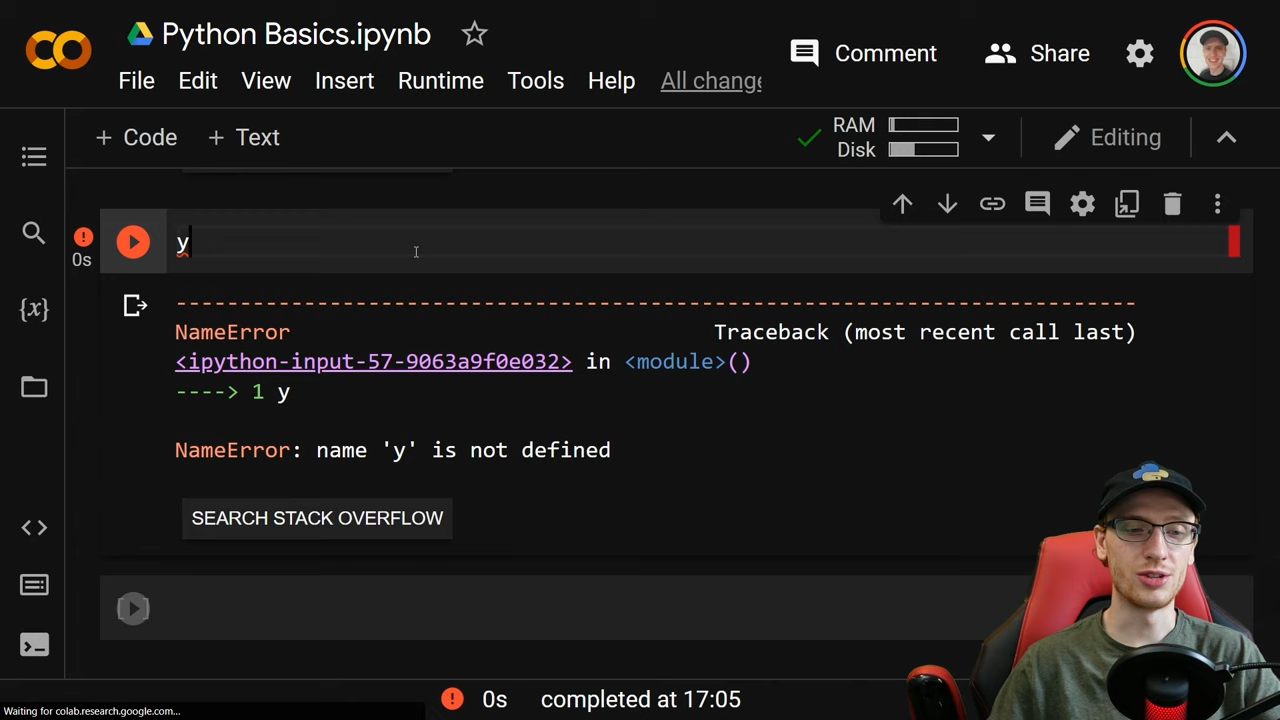 Python Basics.ipynb
Comment
Share
File Edit View Insert Runtime Tools Help All change
+ Code + Text
RAM
Disk
Editing
0s
y
--------------------------------------------------------------------------------
NameError Traceback (most recent call last)
<ipython-input-57-9063a9f0e032> in <module>()
----> 1 y
NameError: name 'y' is not defined
SEARCH STACK OVERFLOW
{x}
0s completed at 17:05
Waiting for colab.research.google.com...